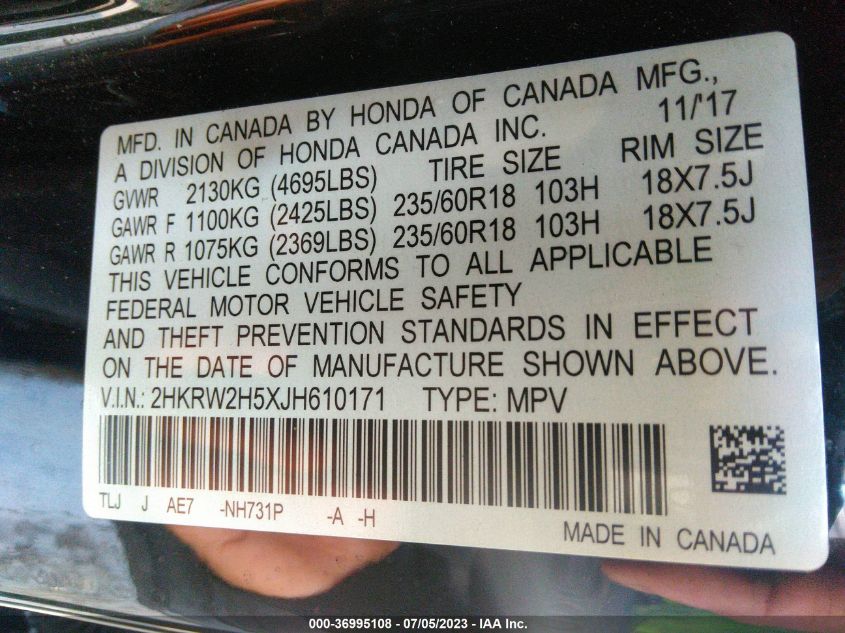 MFD. IN CANADA BY HONDA OF CANADA MFG.,
A DIVISION OF HONDA CANADA INC. 11/'17
GVWR 2130KG (4695LBS) TIRE SIZE RIM SIZE
GAWR F 1100KG (2425LBS) 235/60R18 103H 18X7.5J
GAWR R 1075KG (2369LBS) 235/60R18 103H 18X7.5J
THIS VEHICLE CONFORMS TO ALL APPLICABLE
FEDERAL MOTOR VEHICLE SAFETY
AND THEFT PREVENTION STANDARDS IN EFFECT
ON THE DATE OF MANUFACTURE SHOWN ABOVE.
V.I.N.: 2HKRW2H5XJH610171 TYPE: MPV
TLJ J AE7 -NH731P -A -H
MADE IN CANADA
000-36995108 - 07/05/2023 - IAA Inc.